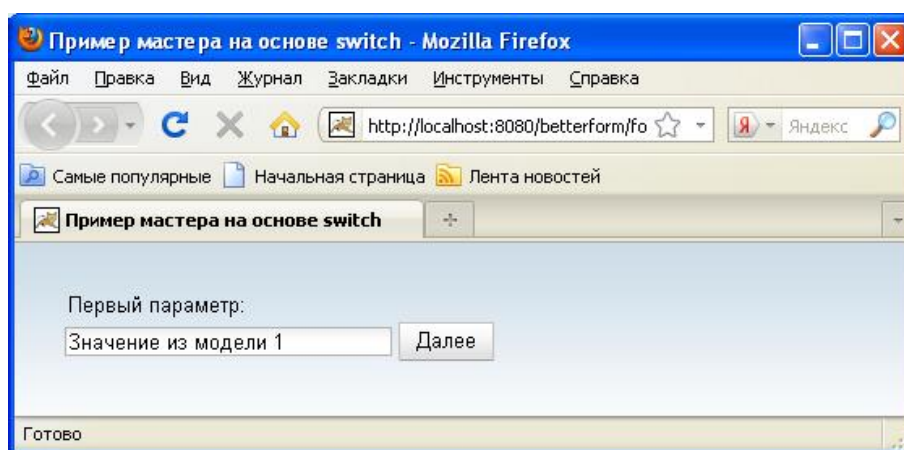 Пример мастера на основе switch - Mozilla Firefox
Файл Правка Вид Журнал Закладки Инструменты Справка
http://localhost:8080/betterform/fo Я Яндекс
Самые популярные Начальная страница Лента новостей
Пример мастера на основе switch
Первый параметр:
Значение из модели 1 Далее
Готово